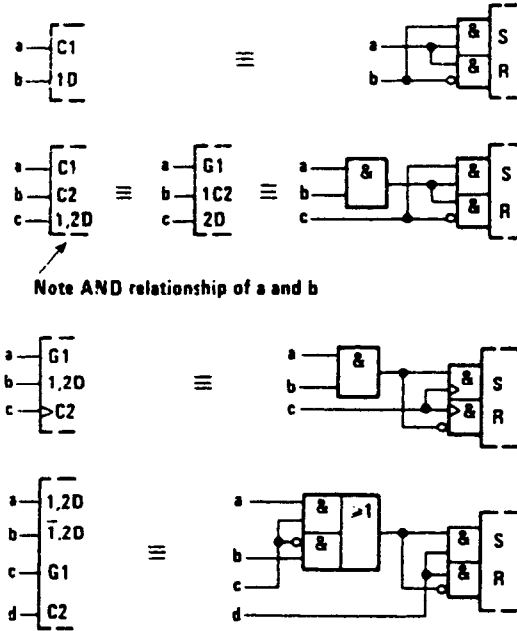 a C1 ≡ a & S
b 1D b & R
a C1 ≡ a G1 ≡ a & & S
b C2 b 1C2 b & R
c 1,2D c 2D c
Note AND relationship of a and b
a G1 ≡ a & & S
b 1,2D b & R
c C2 c
a 1,2D ≡ a & ⩾1 & S
b 1̅,2D b & & R
c G1 c
d C2 d